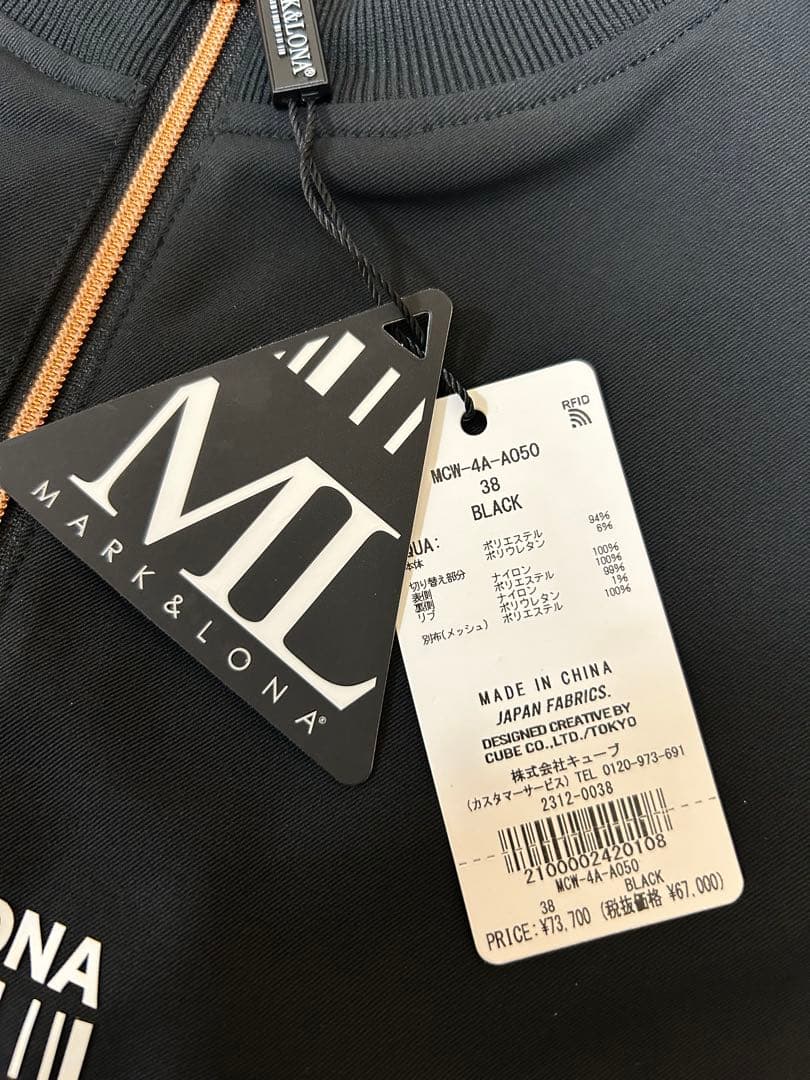 K&LONA®
ML
MARK&LONA®
RFID
MCW-4A-A050
38
BLACK
QUA:
本体 ポリエステル 94%
ポリウレタン 6%
切り替え部分
表側 ナイロン 100%
裏側 ポリエステル 100%
リブ ナイロン 99%
ポリウレタン 1%
別布(メッシュ) ポリエステル 100%
MADE IN CHINA
JAPAN FABRICS.
DESIGNED CREATIVE BY
CUBE CO.,LTD./TOKYO
株式会社キューブ
(カスタマーサービス) TEL 0120-973-691
2312-0038
2100002420108
MCW-4A-A050
38 BLACK
PRICE:¥73,700 (税抜価格 ¥67,000)
ONA